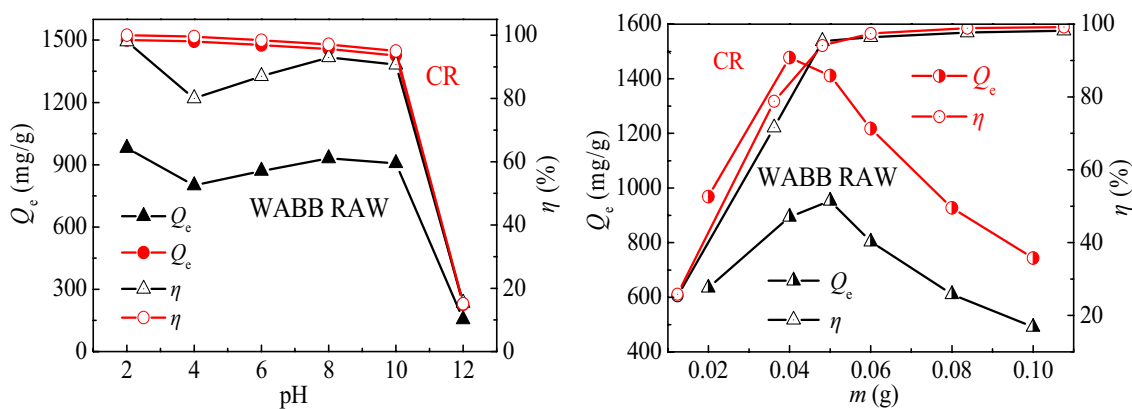 1500
1200
900
600
300
0
Qe (mg/g)
100
80
60
40
20
0
η (%)
CR
WABB RAW
Qe
Qe
η
η
2 4 6 8 10 12
pH
1600
1400
1200
1000
800
600
400
Qe (mg/g)
100
80
60
40
20
η (%)
CR
Qe
η
WABB RAW
Qe
η
0.02 0.04 0.06 0.08 0.10
m (g)